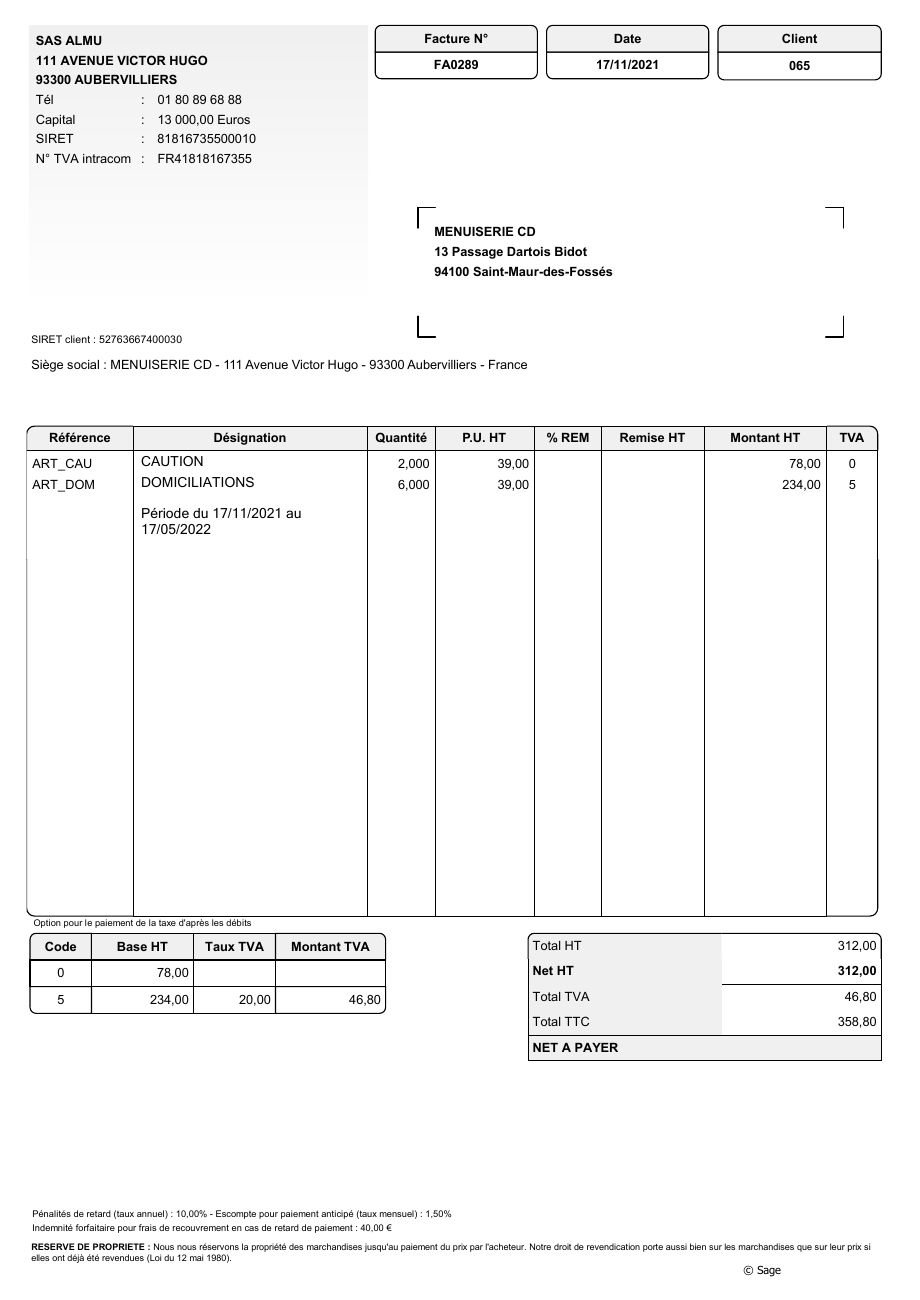 SAS ALMU
111 AVENUE VICTOR HUGO
93300 AUBERVILLIERS
Tél : 01 80 89 68 88
Capital : 13 000,00 Euros
SIRET : 81816735500010
N° TVA intracom : FR41818167355
Facture N° Date Client
FA0289 17/11/2021 065
MENUISERIE CD
13 Passage Dartois Bidot
94100 Saint-Maur-des-Fossés
SIRET client : 52763667400030
Siège social : MENUISERIE CD - 111 Avenue Victor Hugo - 93300 Aubervilliers - France
Référence Désignation Quantité P.U. HT % REM Remise HT Montant HT TVA
ART_CAU CAUTION 2,000 39,00 78,00 0
ART_DOM DOMICILIATIONS 6,000 39,00 234,00 5
Période du 17/11/2021 au
17/05/2022
Option pour le paiement de la taxe d'après les débits
Code Base HT Taux TVA Montant TVA
0 78,00
5 234,00 20,00 46,80
Total HT 312,00
Net HT 312,00
Total TVA 46,80
Total TTC 358,80
NET A PAYER
Pénalités de retard (taux annuel) : 10,00% - Escompte pour paiement anticipé (taux mensuel) : 1,50%
Indemnité forfaitaire pour frais de recouvrement en cas de retard de paiement : 40,00 €
RESERVE DE PROPRIETE : Nous nous réservons la propriété des marchandises jusqu'au paiement du prix par l'acheteur. Notre droit de revendication porte aussi bien sur les marchandises que sur leur prix si
elles ont déjà été revendues (Loi du 12 mai 1980).
© Sage